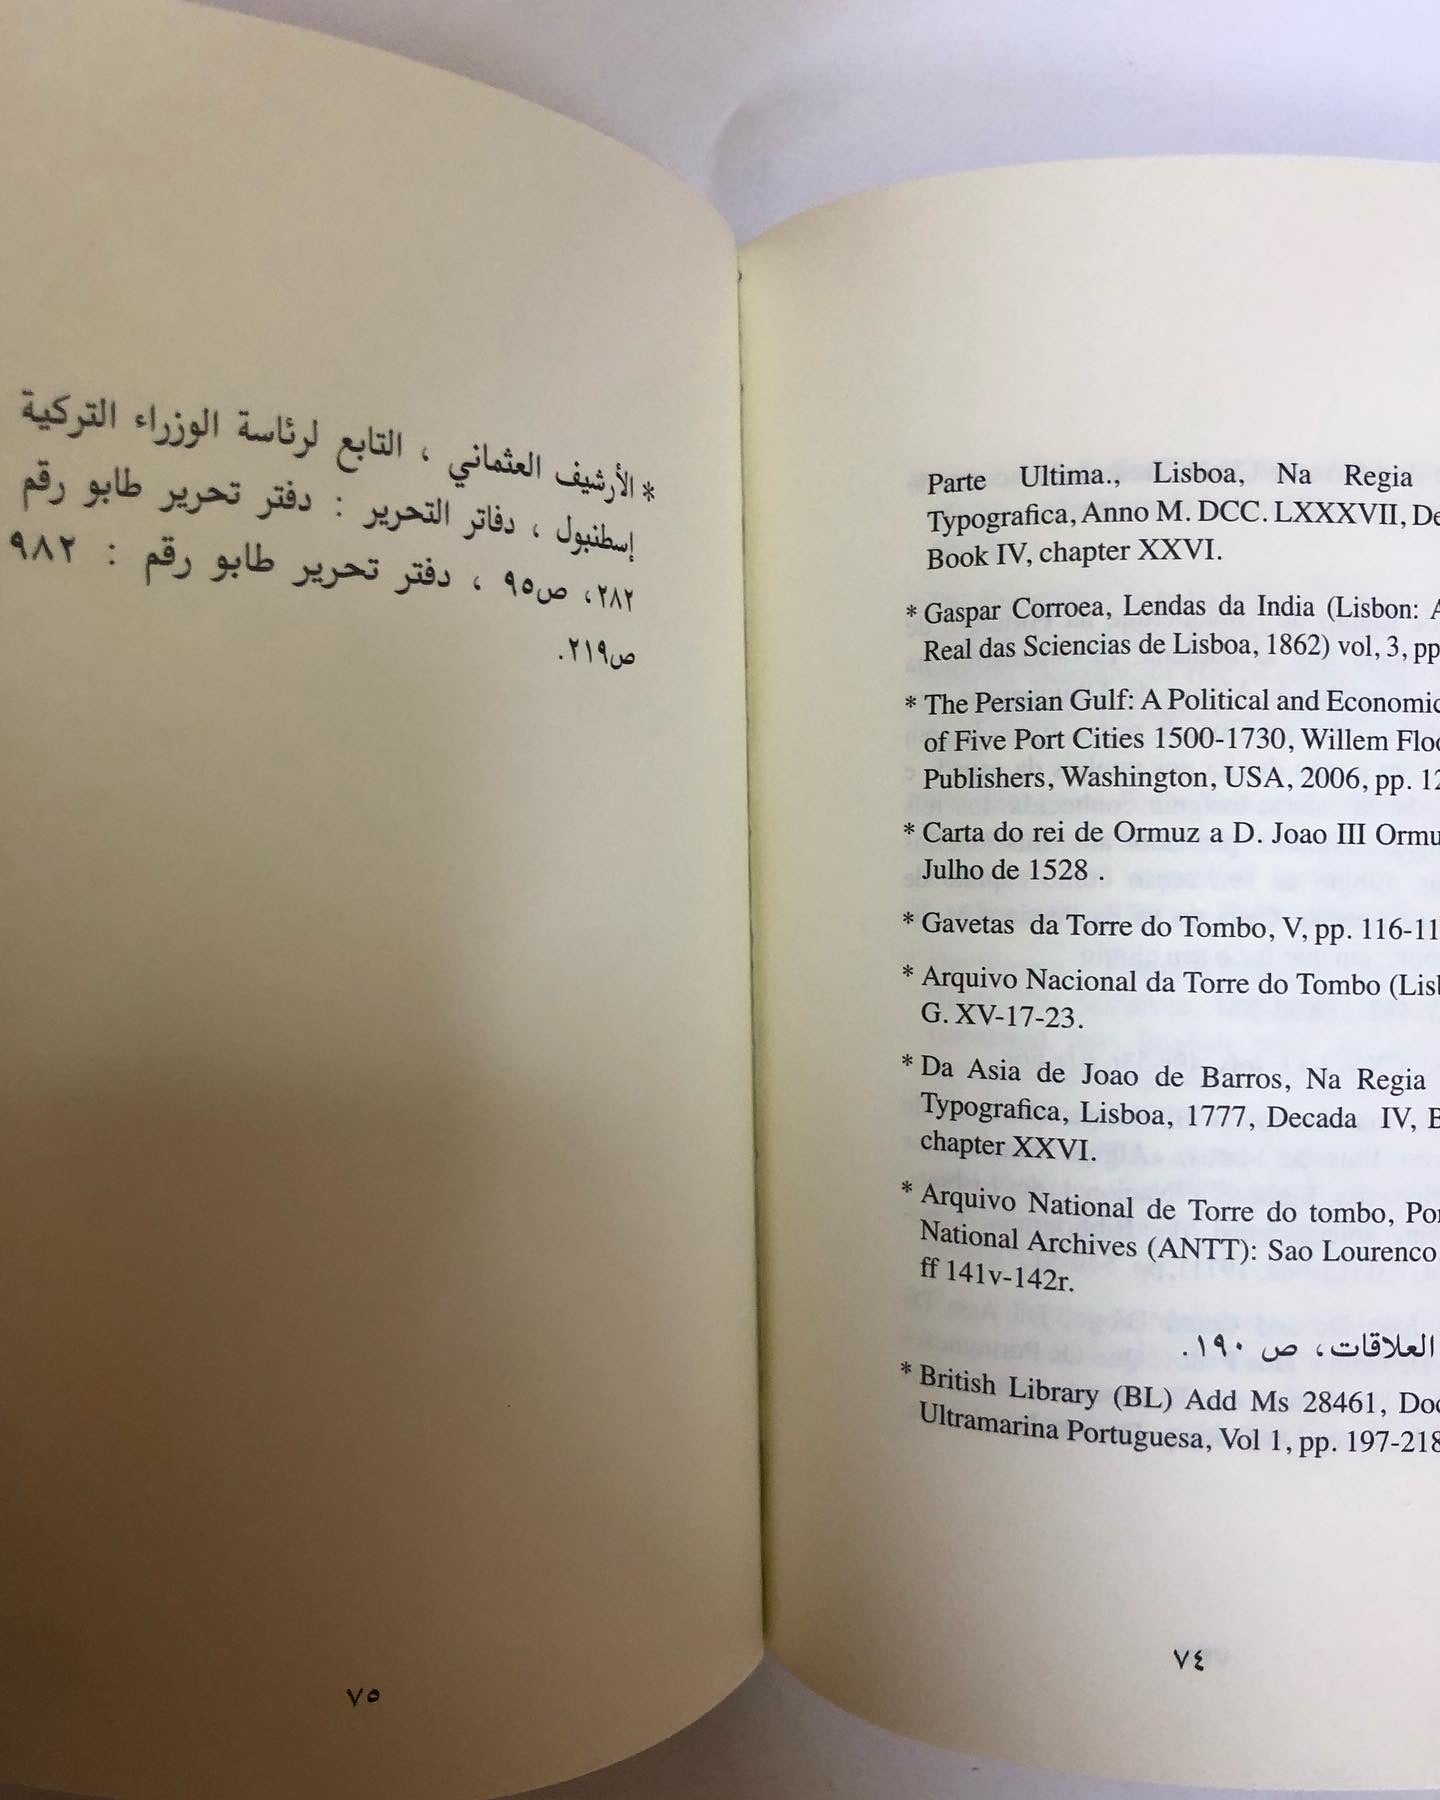 Parte Ultima., Lisboa, Na Regia
Typografica, Anno M. DCC. LXXXVII,
Book IV, chapter XXVI.
* Gaspar Corroea, Lendas da India (Lisbon:
Real das Sciencias de Lisboa, 1862) vol, 3, pp
* The Persian Gulf: A Political and Economic
of Five Port Cities 1500-1730, Willem
Publishers, Washington, USA, 2006, pp.
* Carta do rei de Ormuz a D. Joao III
Julho de 1528 .
* Gavetas da Torre do Tombo, V, pp.
* Arquivo Nacional da Torre do Tombo
G. XV-17-23.
* Da Asia de Joao de Barros, Na Regia
Typografica, Lisboa, 1777, Decada IV,
chapter XXVI.
* Arquivo National de Torre do tombo,
National Archives (ANTT): Sao Lourenco
ff 141v-142r.
العلاقات، ص ١٩٠.
* British Library (BL) Add Ms 28461,
Ultramarina Portuguesa, Vol 1, pp. 197-218
٧٤
* الأرشيف العثماني ، التابع لرئاسة الوزراء التركية
إسطنبول ، دفاتر التحرير : دفتر تحرير طابو رقم
٢٨٢، ص٩٥ ، دفتر تحرير طابو رقم : ٩٨٢
ص٢١٩.
٧٥